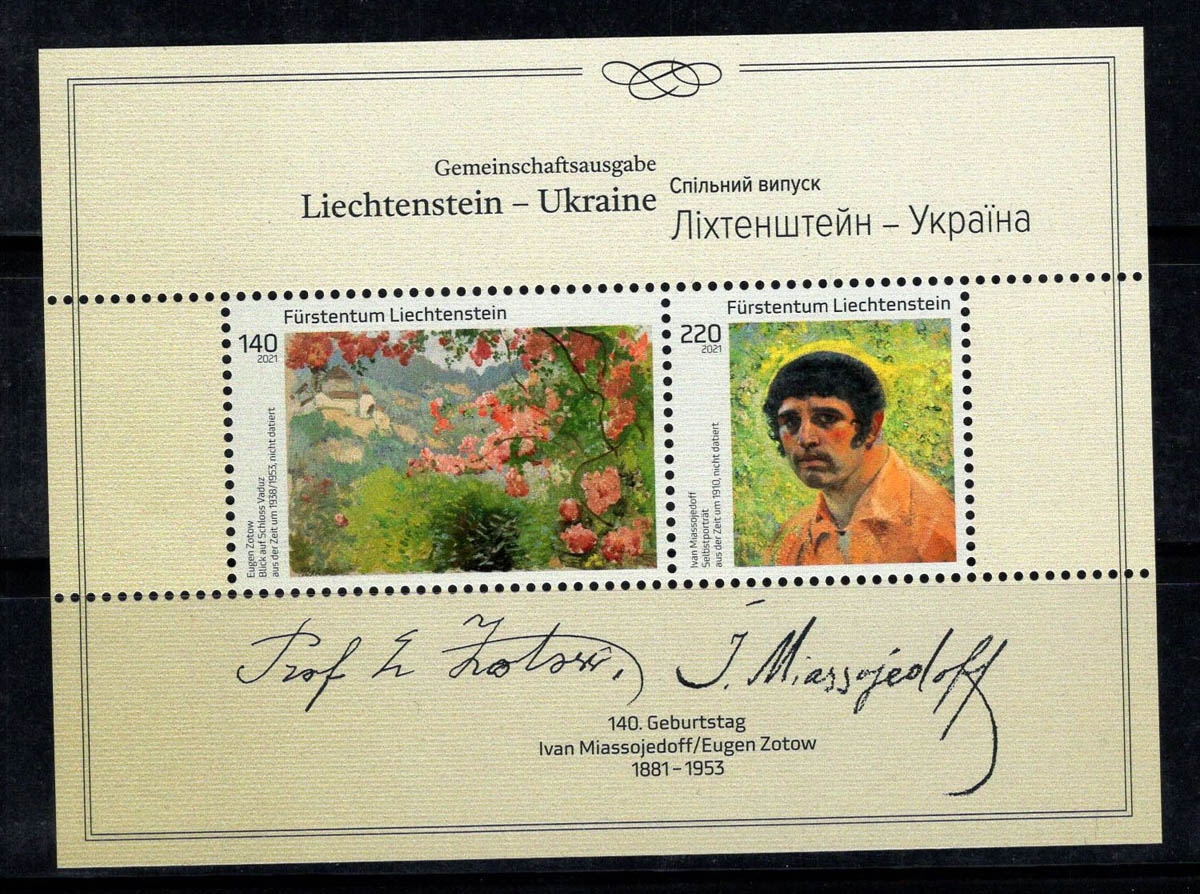 Gemeinschaftsausgabe
Liechtenstein – Ukraine
Спільний випуск
Ліхтенштейн – Україна
Fürstentum Liechtenstein
140
2021
Eugen Zotow
Blick auf Schloss Vaduz
aus der Zeit um 1938/1953, nicht datiert
Fürstentum Liechtenstein
220
2021
Ivan Miassojedoff
Selbstporträt
aus der Zeit um 1910, nicht datiert
Prof E Zotow, I. Miassojedoff
140. Geburtstag
Ivan Miassojedoff/Eugen Zotow
1881–1953